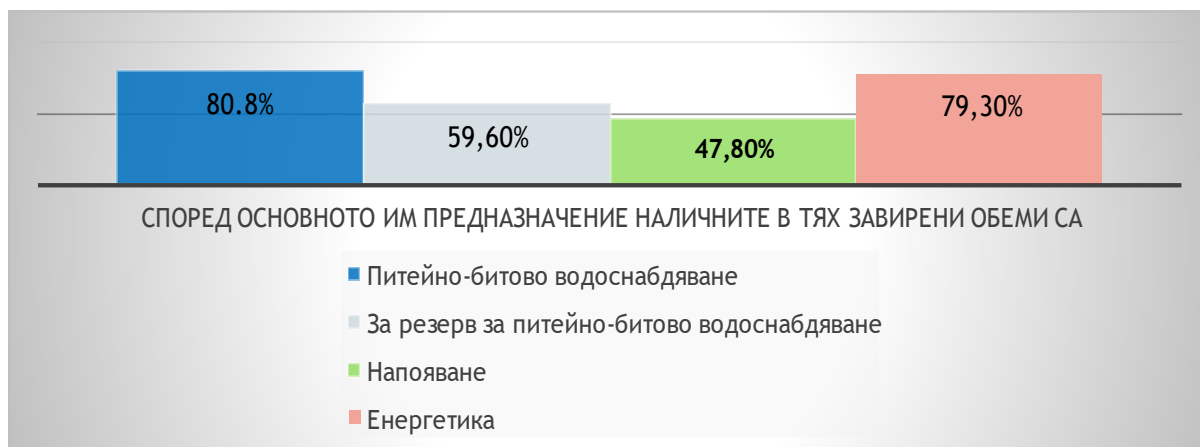 80.8%
59,60%
47,80%
79,30%
СПОРЕД ОСНОВНОТО ИМ ПРЕДНАЗНАЧЕНИЕ НАЛИЧНИТЕ В ТЯХ ЗАВИРЕНИ ОБЕМИ СА
Питейно-битово водоснабдяване
За резерв за питейно-битово водоснабдяване
Напояване
Енергетика